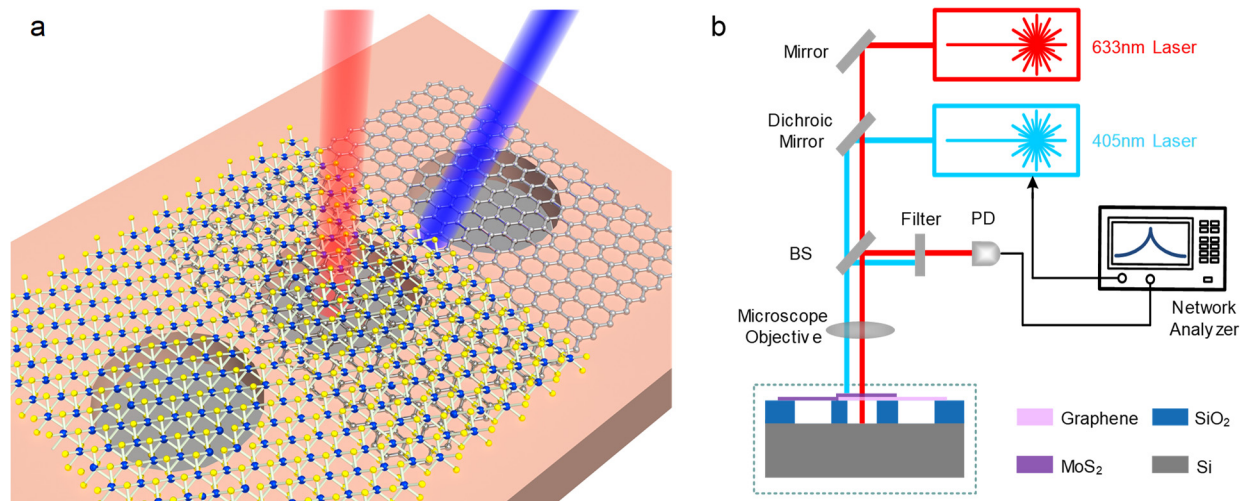 a
b
Mirror
633nm Laser
Dichroic
Mirror
405nm Laser
BS
Filter
PD
Microscope
Objective
Network
Analyzer
Graphene
SiO₂
MoS₂
Si